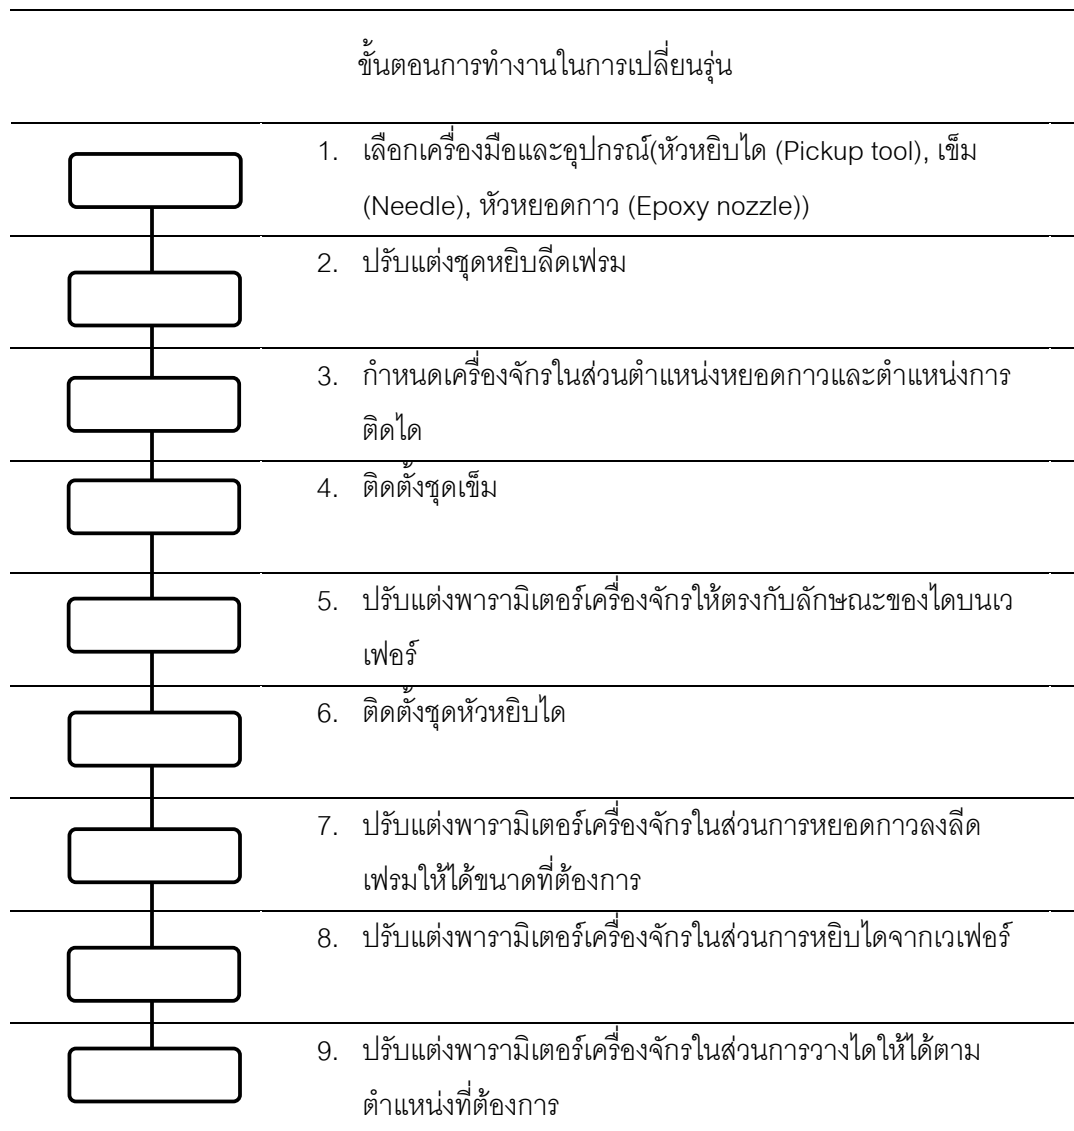 ขั้นตอนการทำงานในการเปลี่ยนรุ่น
1. เลือกเครื่องมือและอุปกรณ์(หัวหยิบได (Pickup tool), เข็ม
(Needle), หัวหยอดกาว (Epoxy nozzle))
2. ปรับแต่งชุดหยิบลีดเฟรม
3. กำหนดเครื่องจักรในส่วนตำแหน่งหยอดกาวและตำแหน่งการ
ติดได
4. ติดตั้งชุดเข็ม
5. ปรับแต่งพารามิเตอร์เครื่องจักรให้ตรงกับลักษณะของไดบนเว
เฟอร์
6. ติดตั้งชุดหัวหยิบได
7. ปรับแต่งพารามิเตอร์เครื่องจักรในส่วนการหยอดกาวลงลีด
เฟรมให้ได้ขนาดที่ต้องการ
8. ปรับแต่งพารามิเตอร์เครื่องจักรในส่วนการหยิบไดจากเวเฟอร์
9. ปรับแต่งพารามิเตอร์เครื่องจักรในส่วนการวางไดให้ได้ตาม
ตำแหน่งที่ต้องการ